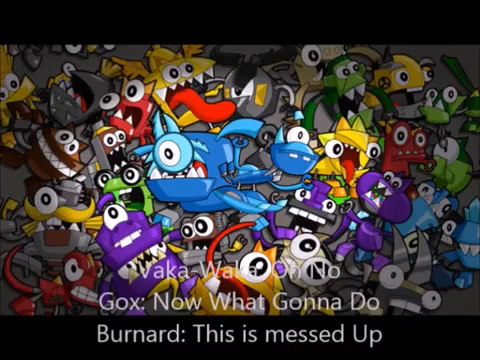 Vaka-Waka: Oh No
Gox: Now What Gonna Do
Burnard: This is messed Up